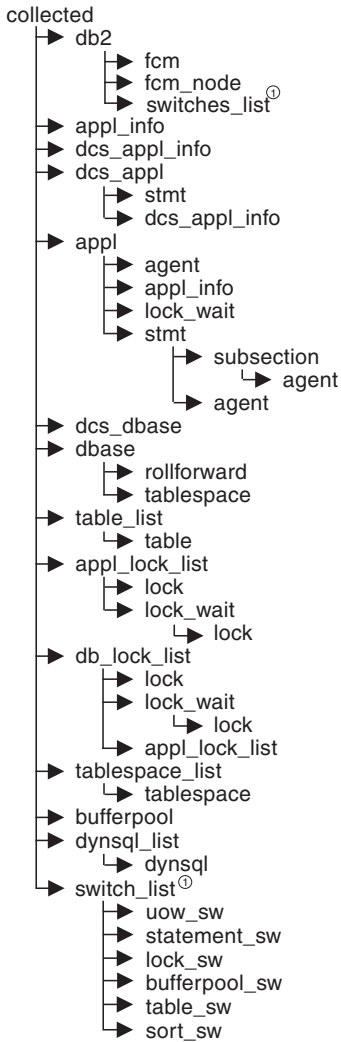 collected
db2
fcm
fcm_node
switches_list①
appl_info
dcs_appl_info
dcs_appl
stmt
dcs_appl_info
appl
agent
appl_info
lock_wait
stmt
subsection
agent
agent
dcs_dbase
dbase
rollforward
tablespace
table_list
table
appl_lock_list
lock
lock_wait
lock
db_lock_list
lock
lock_wait
lock
appl_lock_list
tablespace_list
tablespace
bufferpool
dynsql_list
dynsql
switch_list①
uow_sw
statement_sw
lock_sw
bufferpool_sw
table_sw
sort_sw